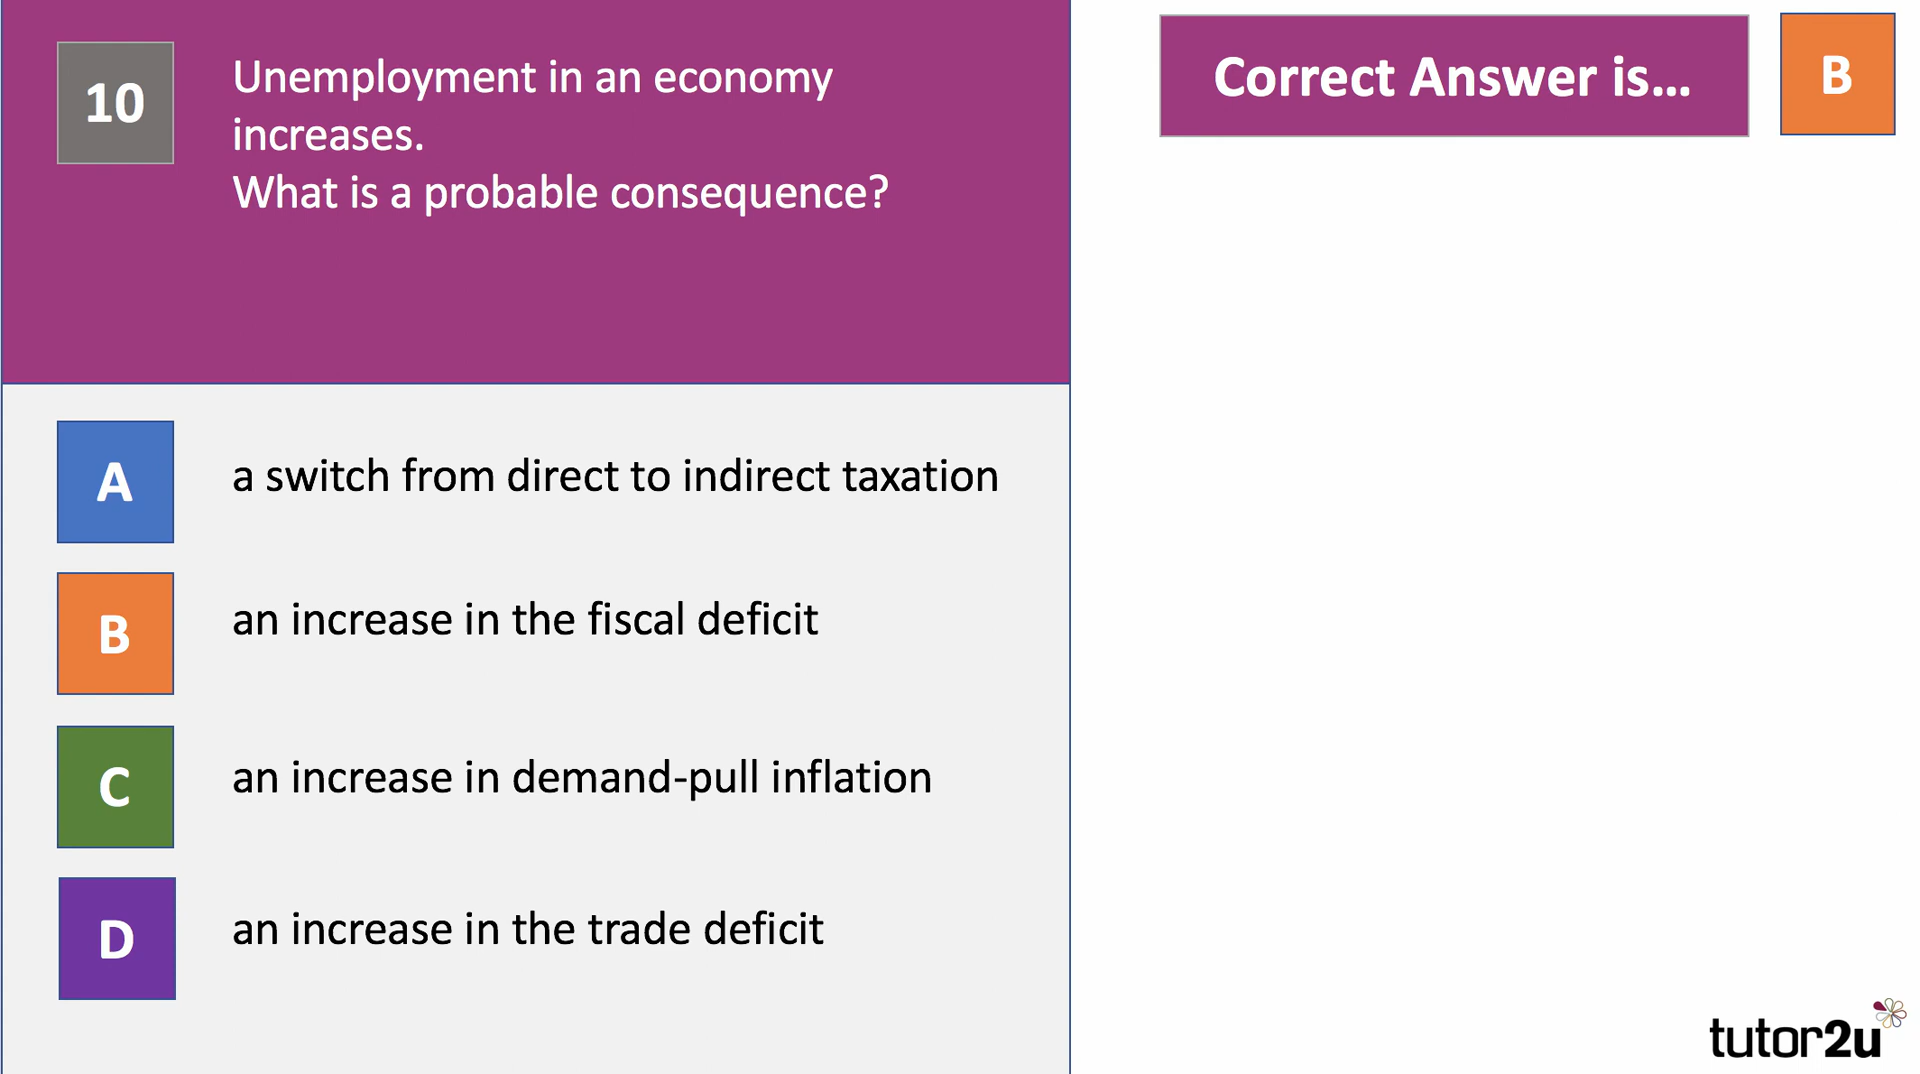 10
Unemployment in an economy
increases.
What is a probable consequence?
A
a switch from direct to indirect taxation
B
an increase in the fiscal deficit
C
an increase in demand-pull inflation
D
an increase in the trade deficit
Correct Answer is...
B
tutor2u